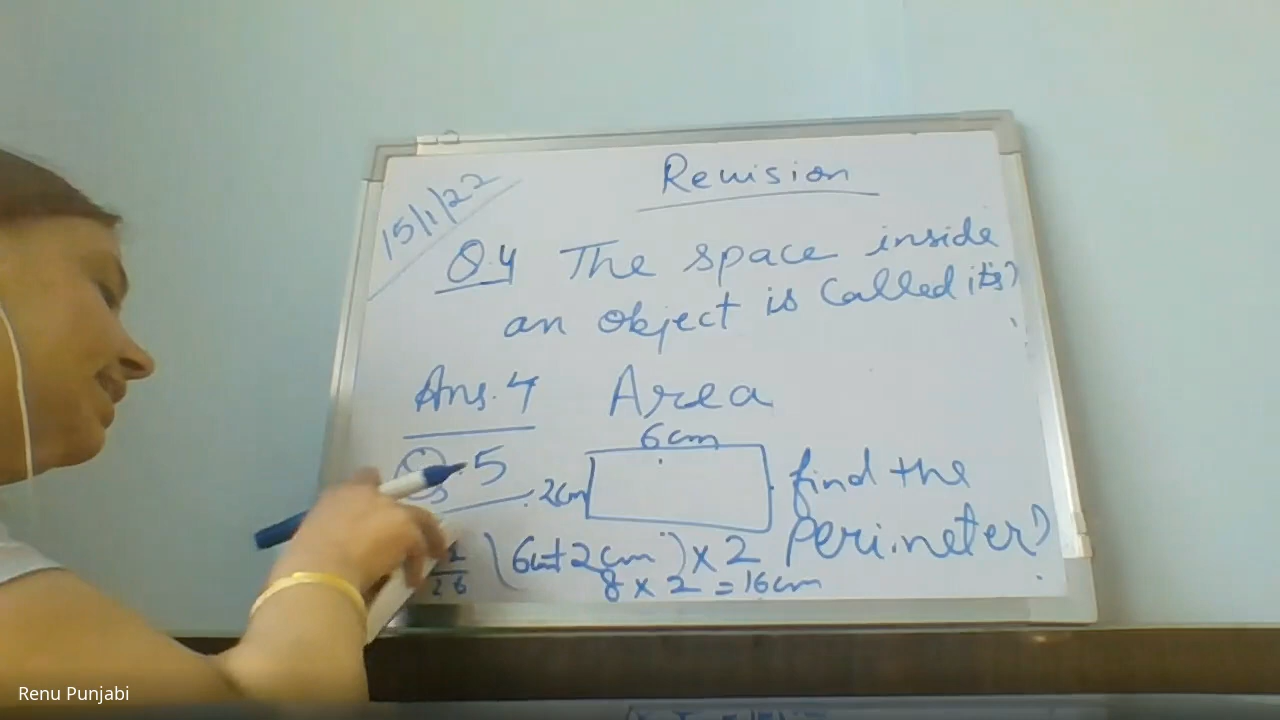 Revision
15/1/22
Q.4 The space inside
an object is called its?
Ans. 4 Area
6cm
5 2cm find the
perimeter?
(6cm+2cm) x 2
8 x 2 = 16cm
Renu Punjabi